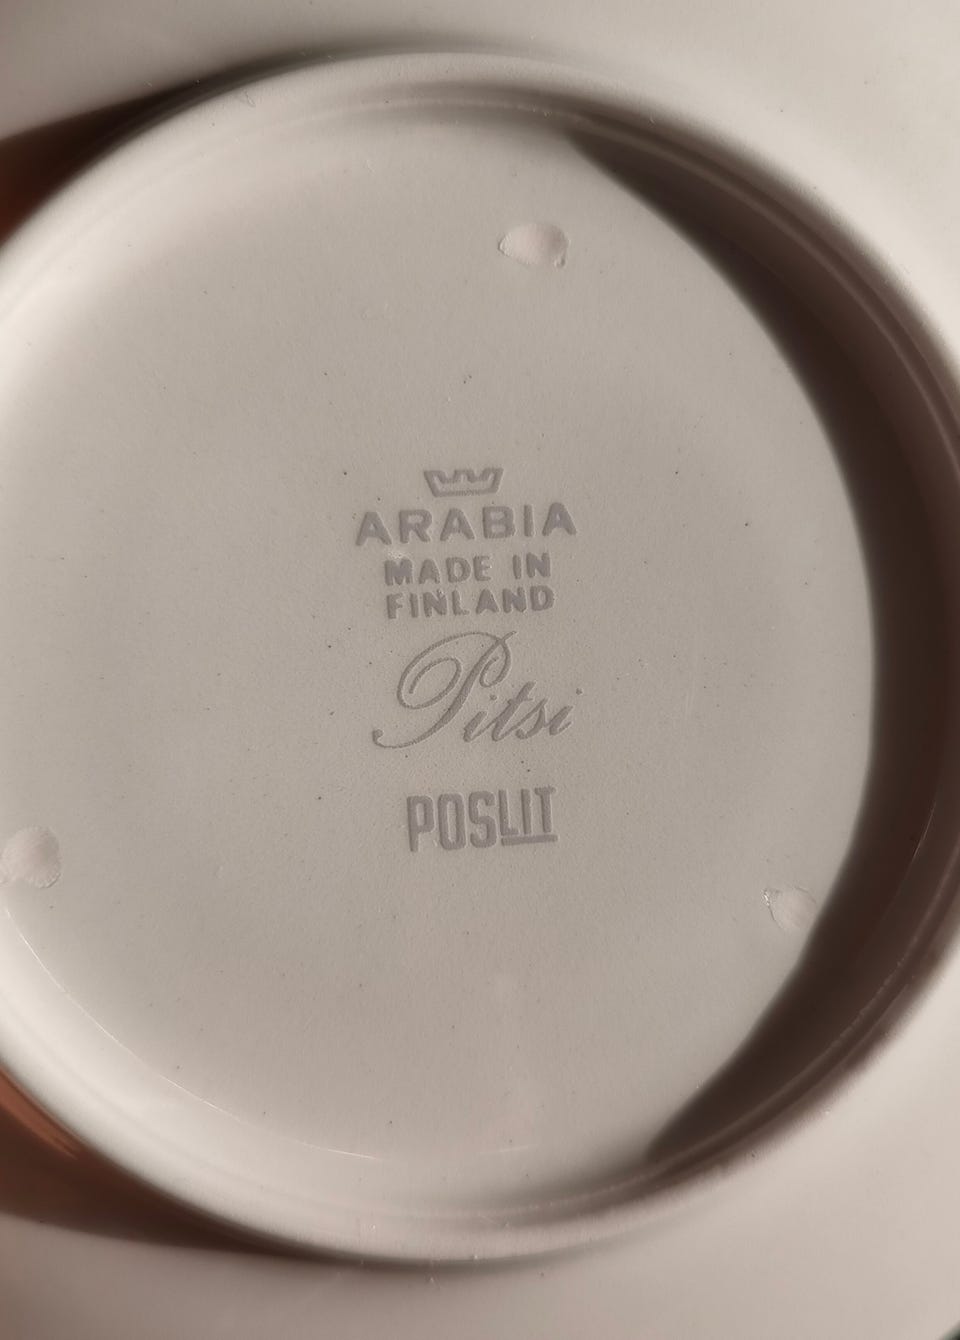 ARABIA
MADE IN
FINLAND
Pitsi
POSLIT